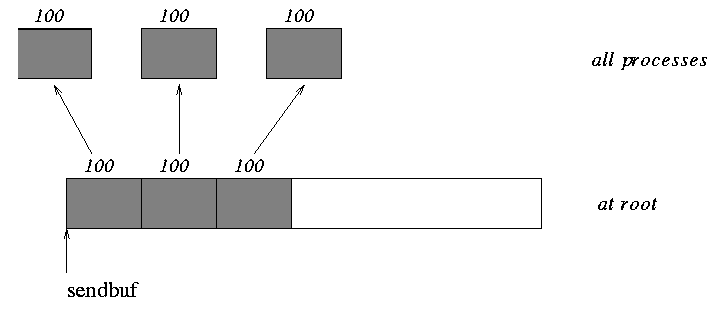 100 100 100
all processes
100 100 100
at root
sendbuf